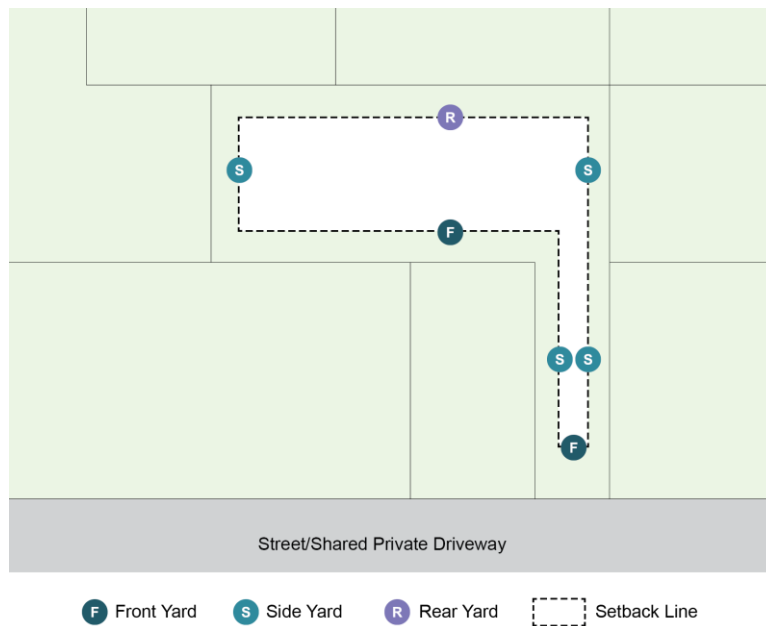 R
S S
F
S S
F
Street/Shared Private Driveway
F Front Yard S Side Yard R Rear Yard Setback Line